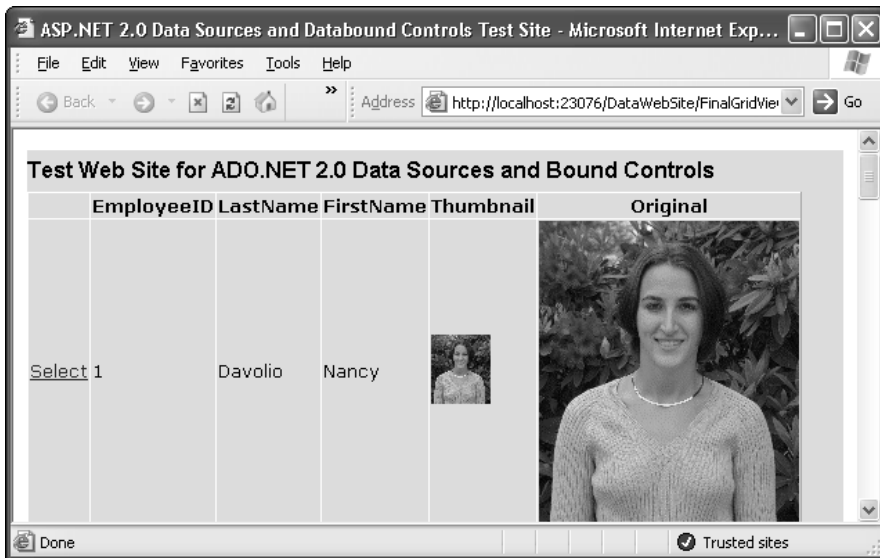 ASP.NET 2.0 Data Sources and Databound Controls Test Site - Microsoft Internet Exp...
File Edit View Favorites Tools Help
Back » Address http://localhost:23076/DataWebSite/FinalGridVie Go
Test Web Site for ADO.NET 2.0 Data Sources and Bound Controls
EmployeeID LastName FirstName Thumbnail Original
Select 1 Davolio Nancy
Done Trusted sites